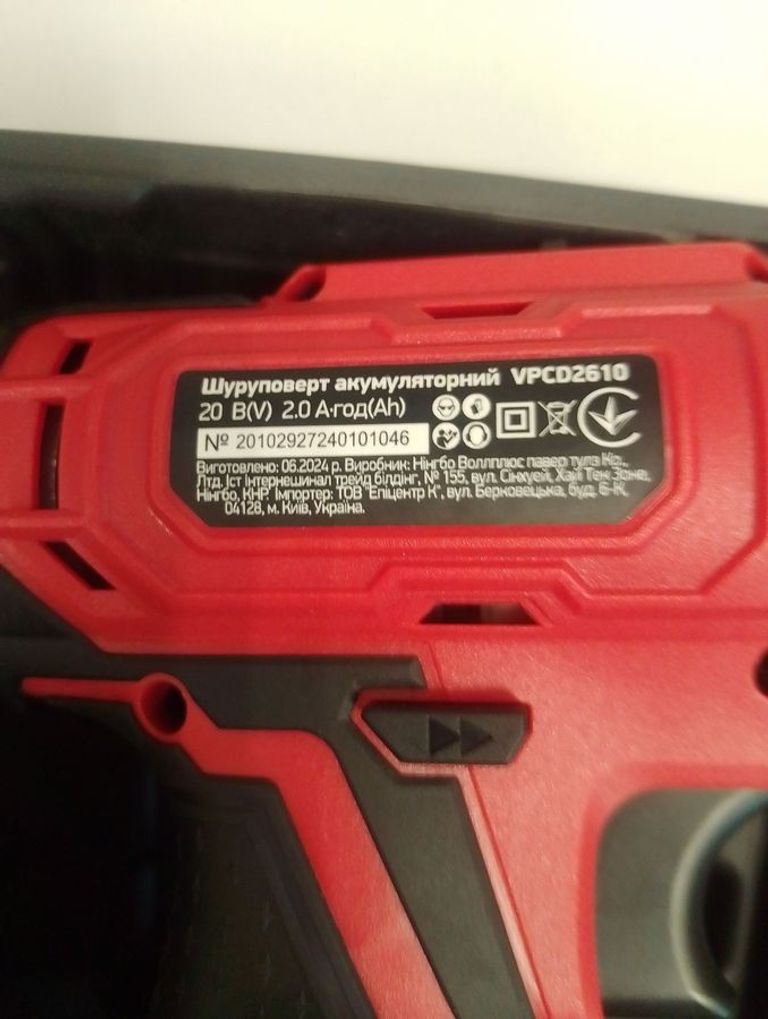 Шуруповерт акумуляторний VPCD2610
20 В(V) 2.0 А·год(Ah)
№ 20102927240101046
Виготовлено: 06.2024 р. Виробник: Нінгбо Воллплюс павер тулз Ко.,
Лтд. Іст Інтернешинал трейд білдінг, № 155, вул. Сінхуей, Хай Тек Зоне,
Нінгбо, КНР. Імпортер: ТОВ "Епіцентр К", вул. Берковецька, буд. 6-К,
04128, м. Київ, Україна.